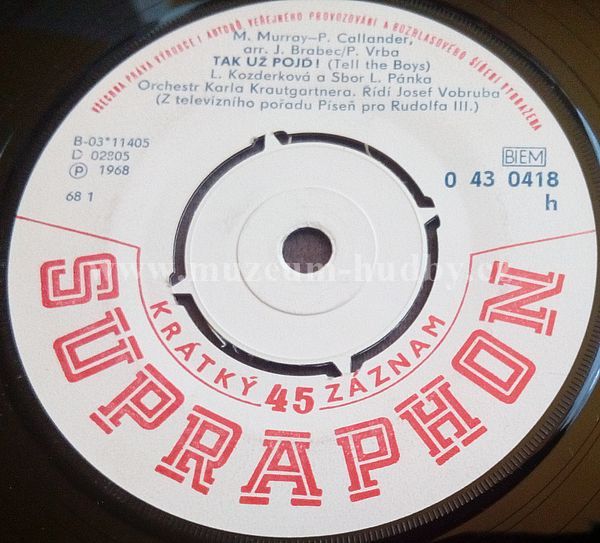 VŠECHNA PRÁVA VÝROBCE I AUTORŮ VEŘEJNÉHO PROVOZOVÁNÍ A ROZHLASOVÉHO ŠÍŘENÍ VYHRAŽENA
M. Murray—P. Callander,
arr. J. Brabec/P. Vrba
TAK UŽ POJĎ! (Tell the Boys)
L. Kozderková a Sbor L. Pánka
Orchestr Karla Krautgartnera. Řídí Josef Vobruba
(Z televizního pořadu Píseň pro Rudolfa III.)
B-03*11405
D 02805
Ⓟ 1968
68 1
BIEM
0 43 0418
h
www.muzeum-hudby.cz
KRÁTKÝ 45 ZÁZNAM
SUPRAPHON